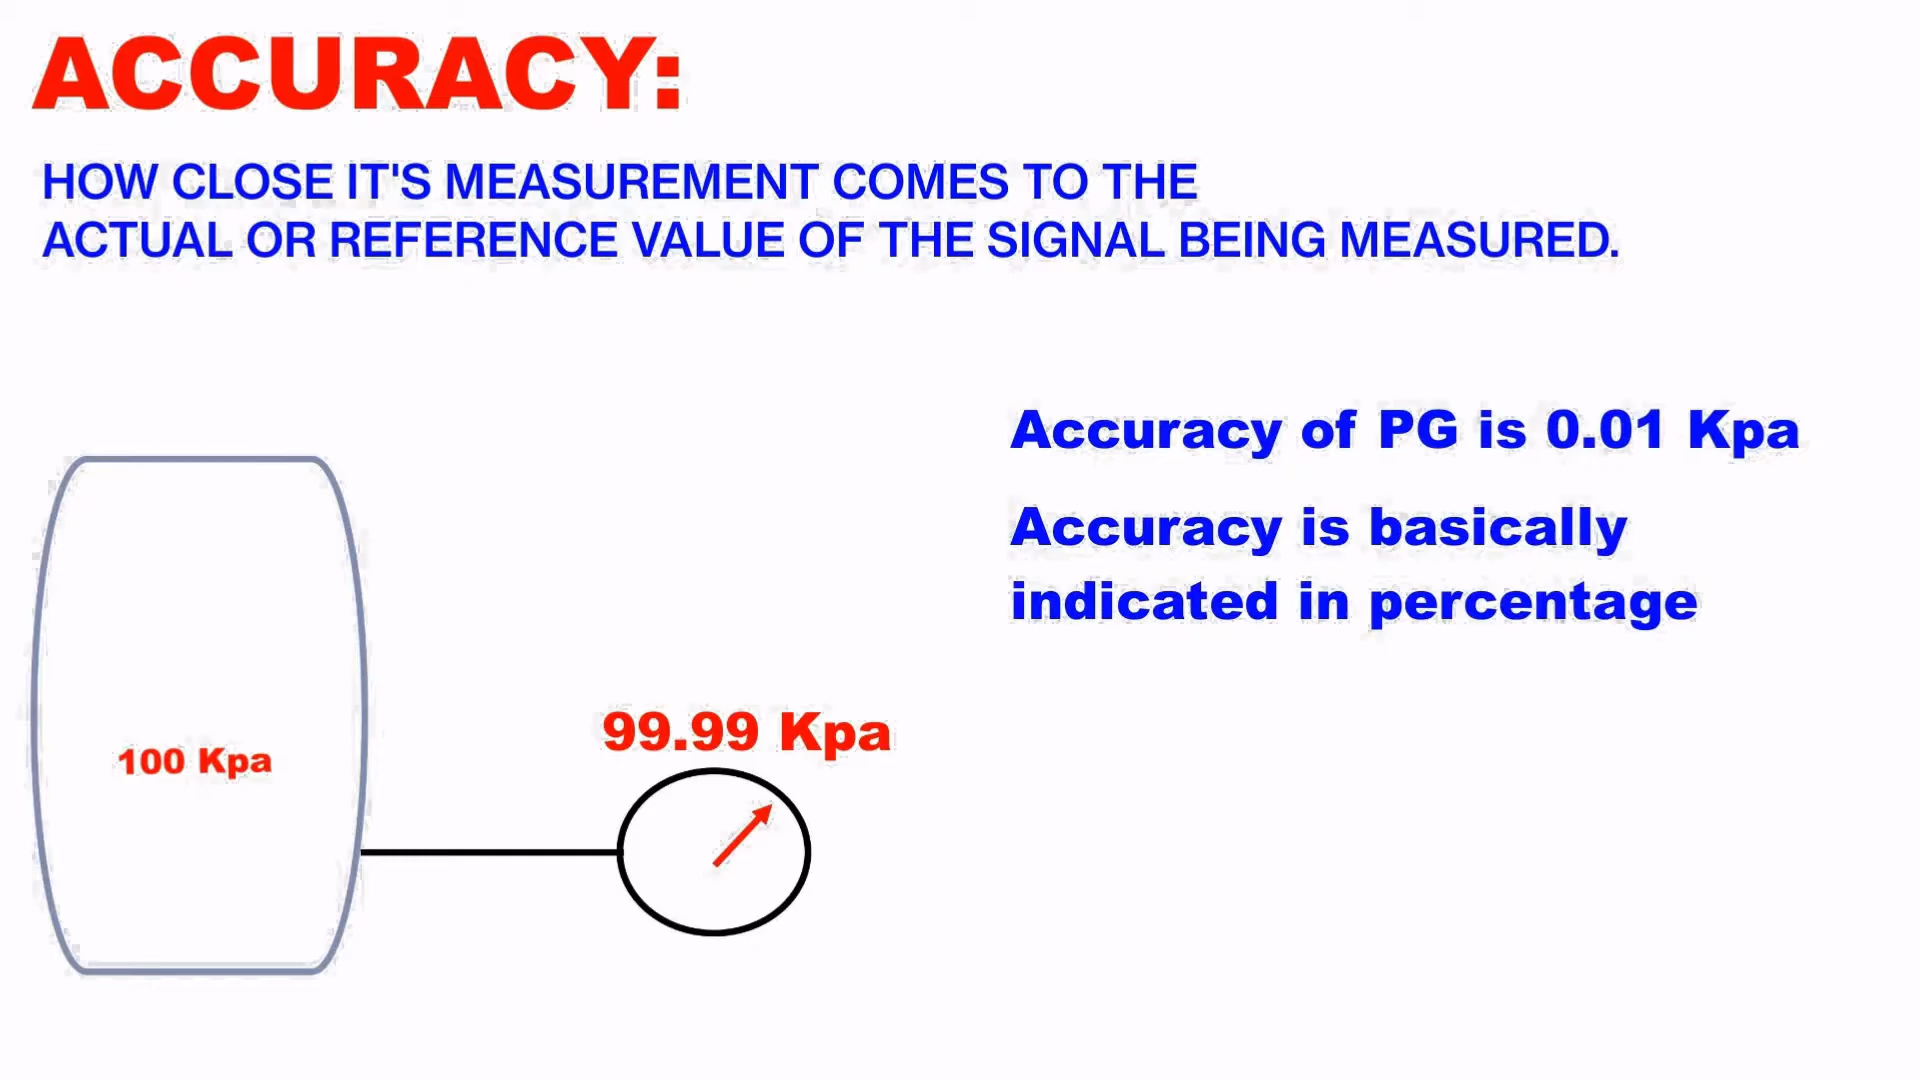 ACCURACY:
HOW CLOSE IT'S MEASUREMENT COMES TO THE
ACTUAL OR REFERENCE VALUE OF THE SIGNAL BEING MEASURED.
Accuracy of PG is 0.01 Kpa
Accuracy is basically
indicated in percentage
99.99 Kpa
100 Kpa